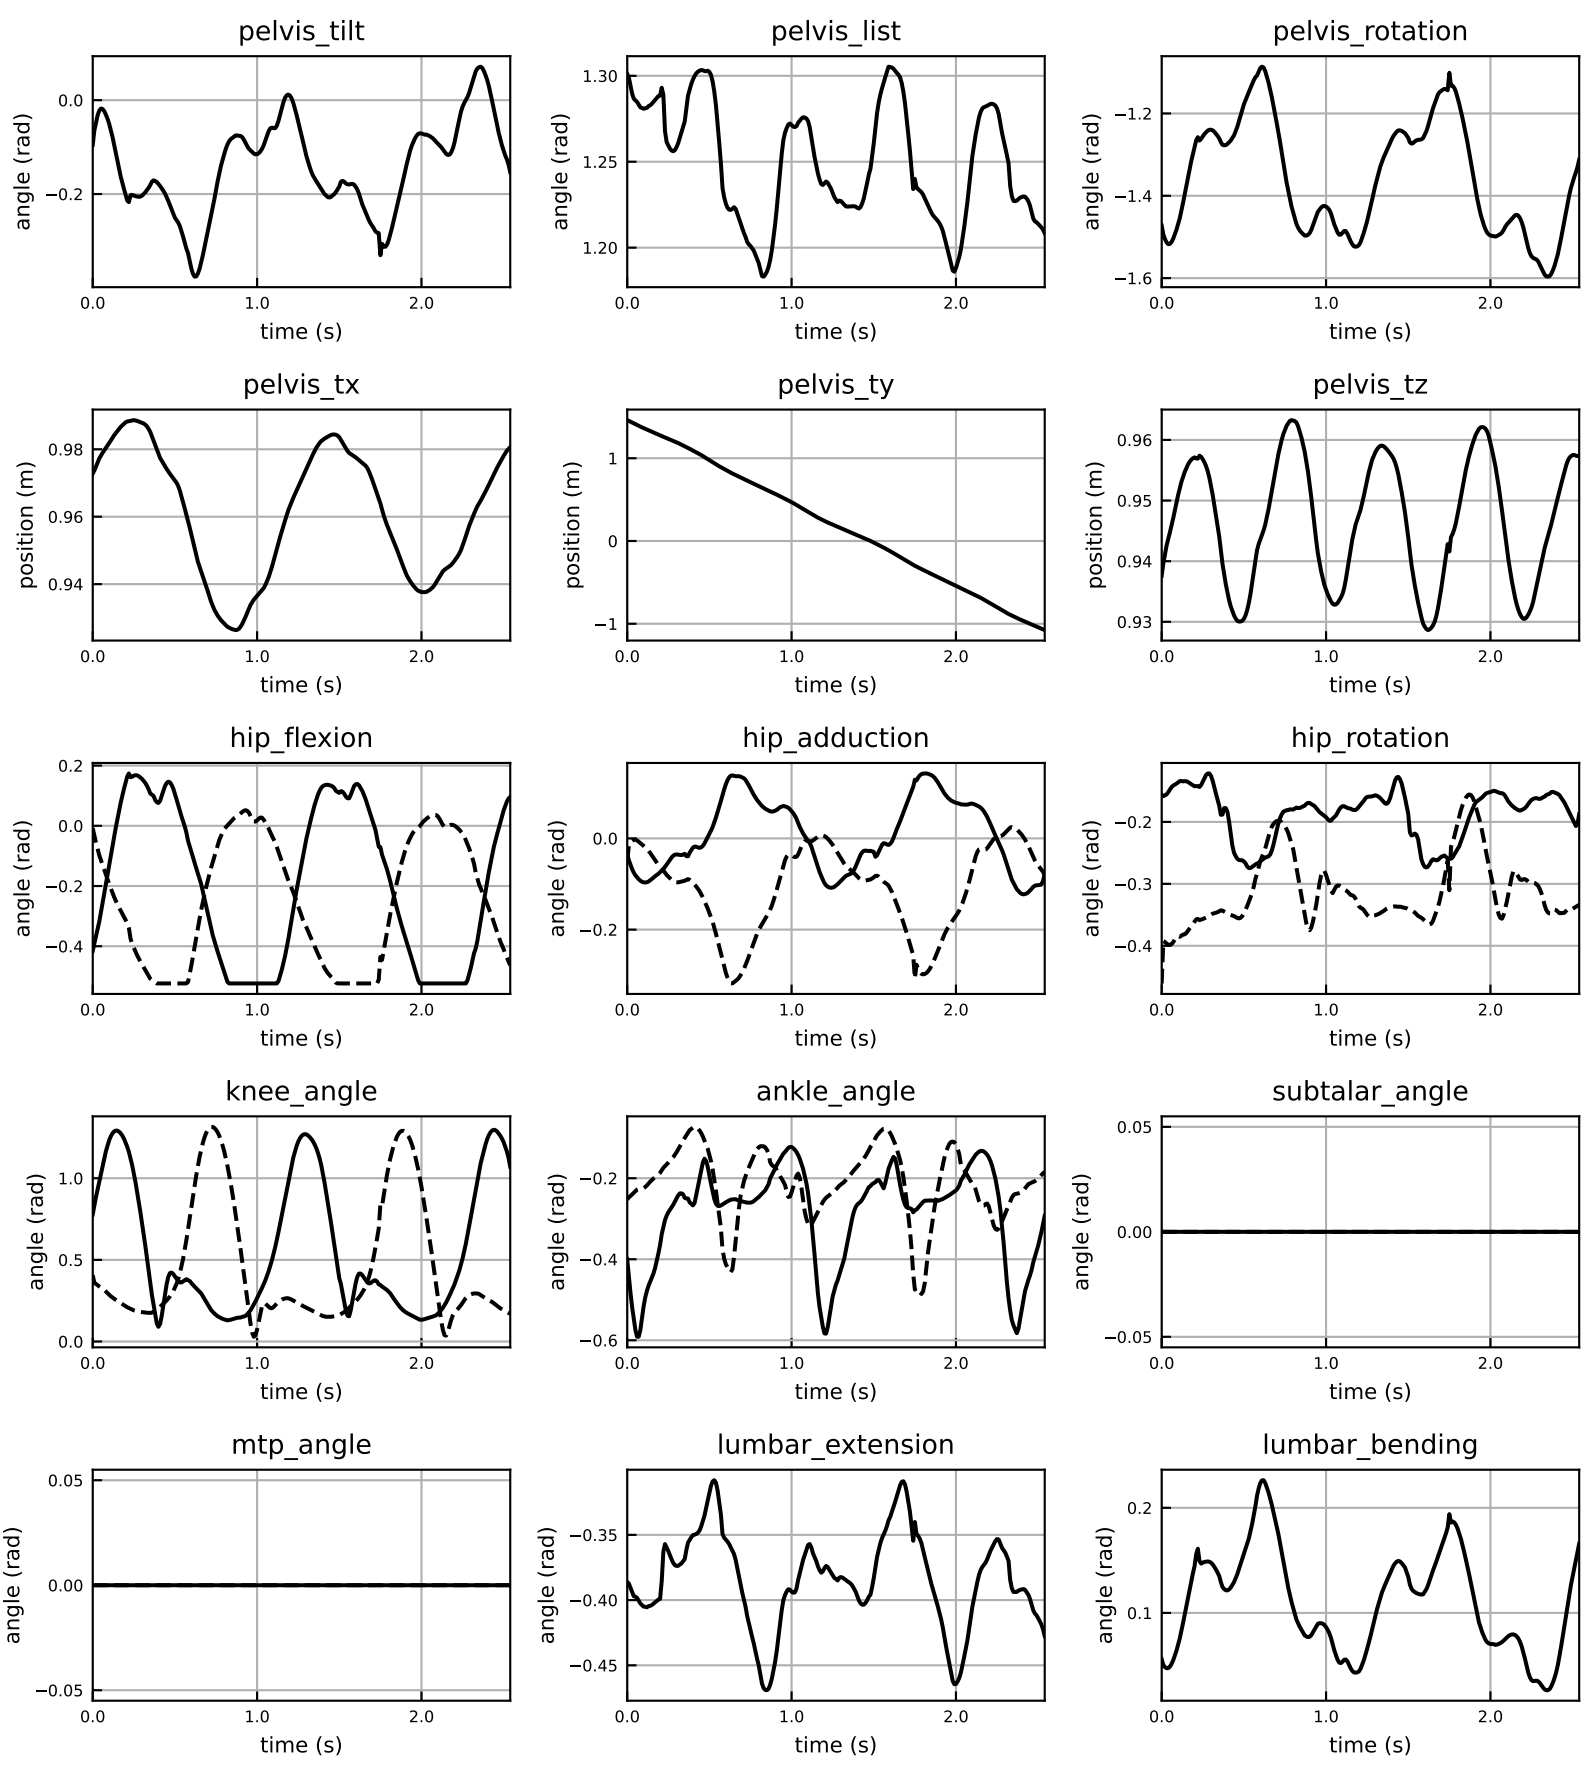 pelvis_tilt
angle (rad)
0.0
−0.2
0.0 1.0 2.0
time (s)
pelvis_list
angle (rad)
1.30
1.25
1.20
0.0 1.0 2.0
time (s)
pelvis_rotation
angle (rad)
−1.2
−1.4
−1.6
0.0 1.0 2.0
time (s)
pelvis_tx
position (m)
0.98
0.96
0.94
0.0 1.0 2.0
time (s)
pelvis_ty
position (m)
1
0
−1
0.0 1.0 2.0
time (s)
pelvis_tz
position (m)
0.96
0.95
0.94
0.93
0.0 1.0 2.0
time (s)
hip_flexion
angle (rad)
0.2
0.0
−0.2
−0.4
0.0 1.0 2.0
time (s)
hip_adduction
angle (rad)
0.0
−0.2
0.0 1.0 2.0
time (s)
hip_rotation
angle (rad)
−0.2
−0.3
−0.4
0.0 1.0 2.0
time (s)
knee_angle
angle (rad)
1.0
0.5
0.0
0.0 1.0 2.0
time (s)
ankle_angle
angle (rad)
−0.2
−0.4
−0.6
0.0 1.0 2.0
time (s)
subtalar_angle
angle (rad)
0.05
0.00
−0.05
0.0 1.0 2.0
time (s)
mtp_angle
angle (rad)
0.05
0.00
−0.05
0.0 1.0 2.0
time (s)
lumbar_extension
angle (rad)
−0.35
−0.40
−0.45
0.0 1.0 2.0
time (s)
lumbar_bending
angle (rad)
0.2
0.1
0.0 1.0 2.0
time (s)